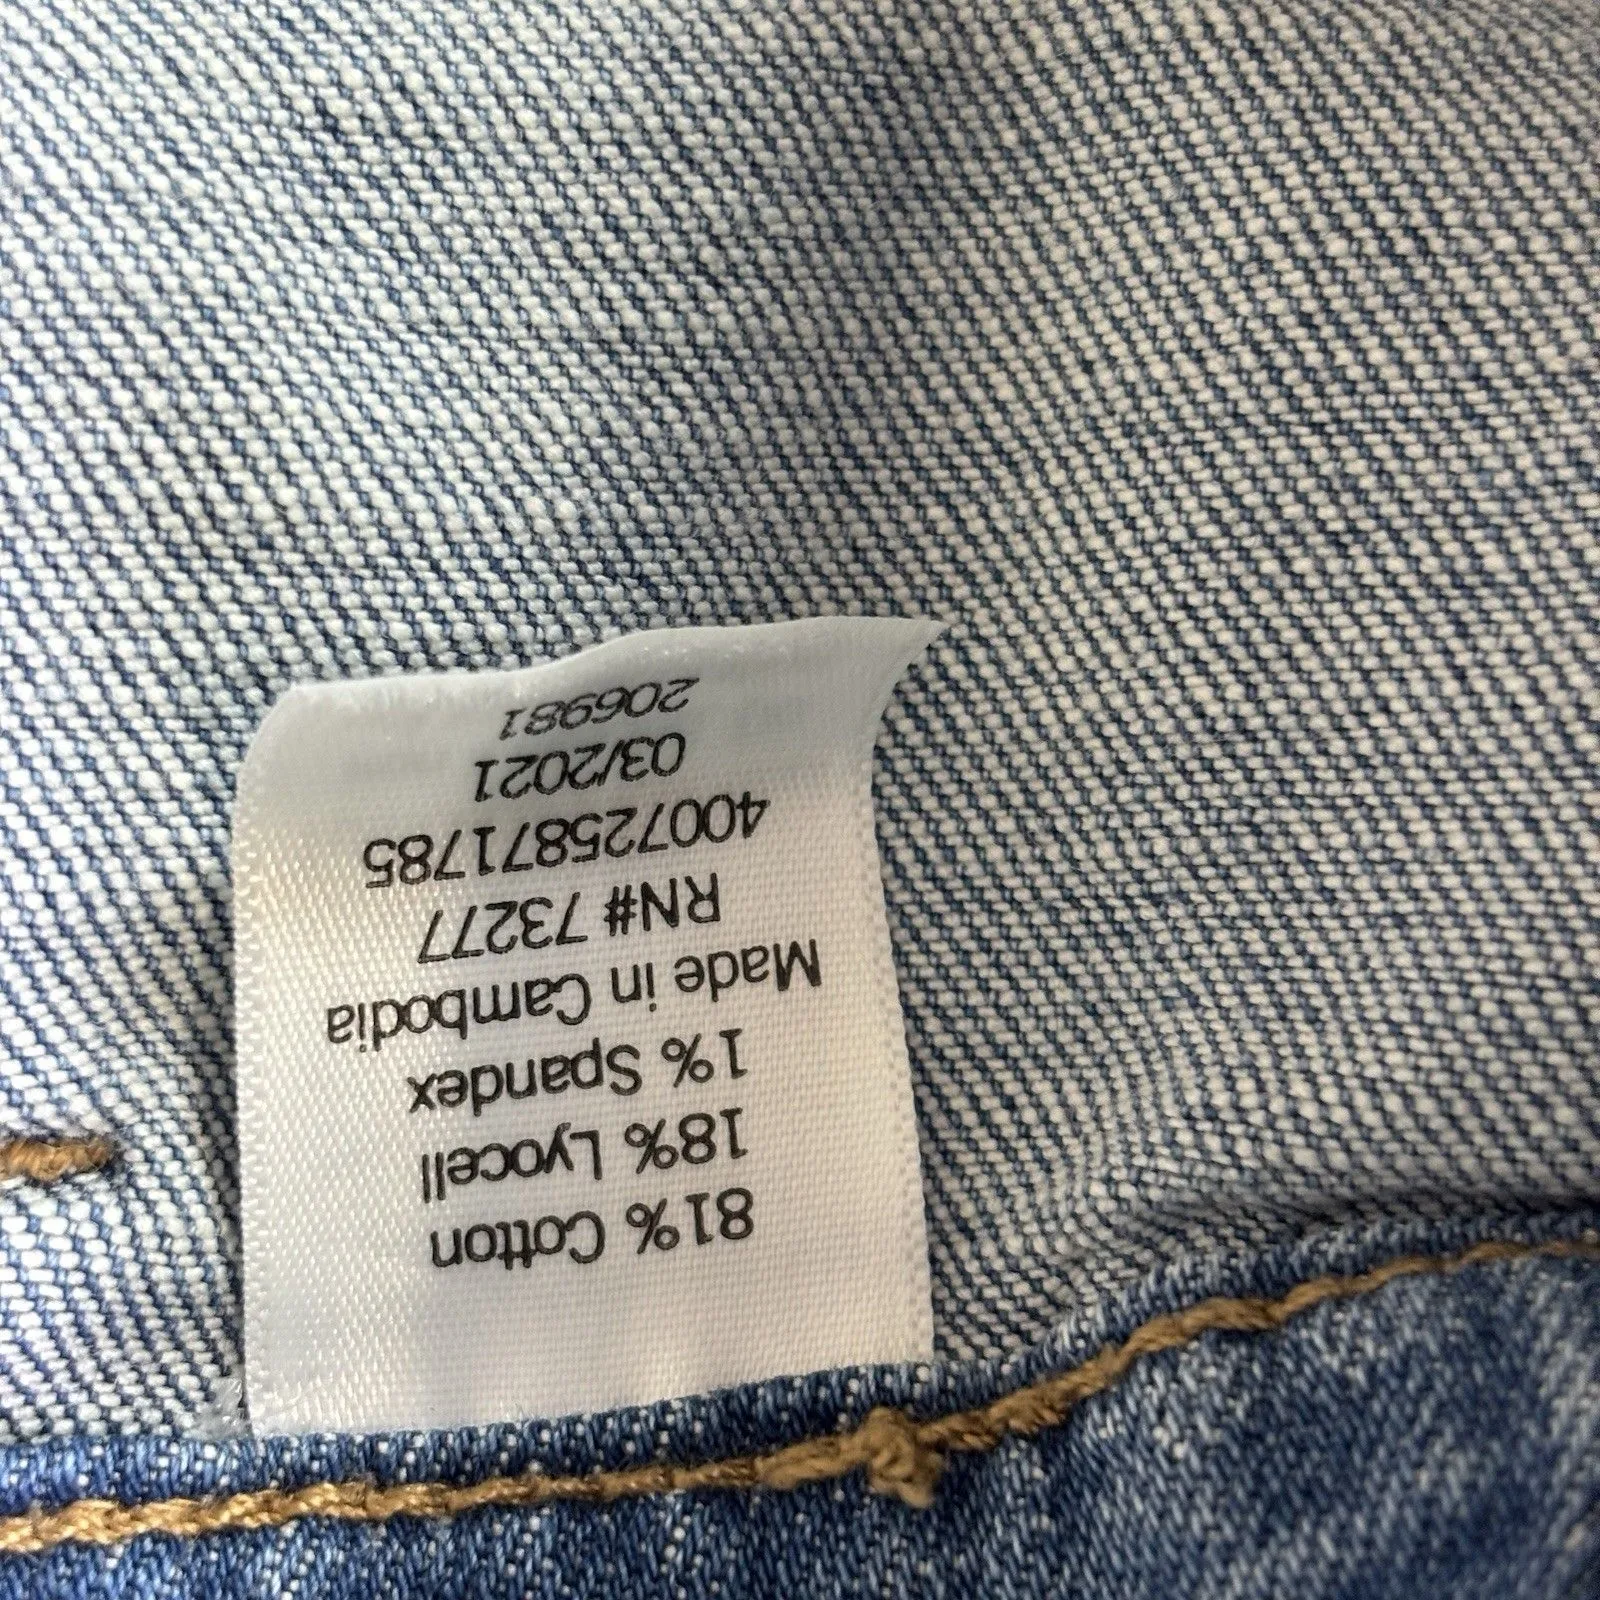 81% Cotton
18% Lyocell
1% Spandex
Made in Cambodia
RN# 73277
400725871785
03/2021
206981